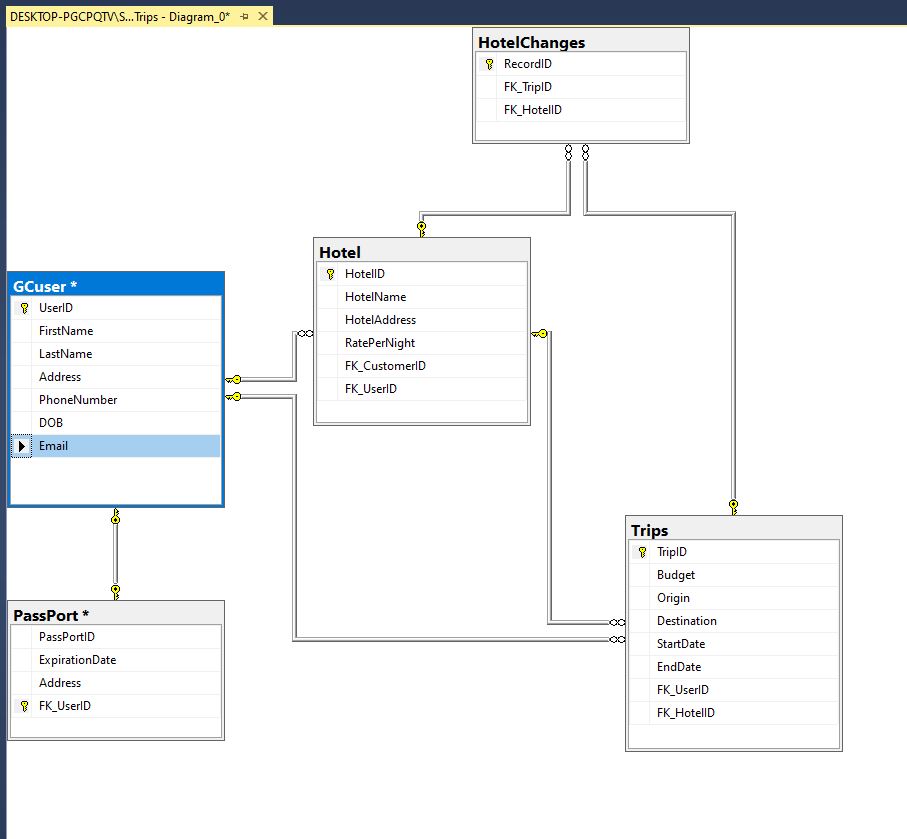 DESKTOP-PGCPQTV\S...Trips - Diagram_0*
HotelChanges
RecordID
FK_TripID
FK_HotelID
Hotel
HotelID
HotelName
HotelAddress
RatePerNight
FK_CustomerID
FK_UserID
GCuser *
UserID
FirstName
LastName
Address
PhoneNumber
DOB
Email
Trips
TripID
Budget
Origin
Destination
StartDate
EndDate
FK_UserID
FK_HotelID
PassPort *
PassPortID
ExpirationDate
Address
FK_UserID